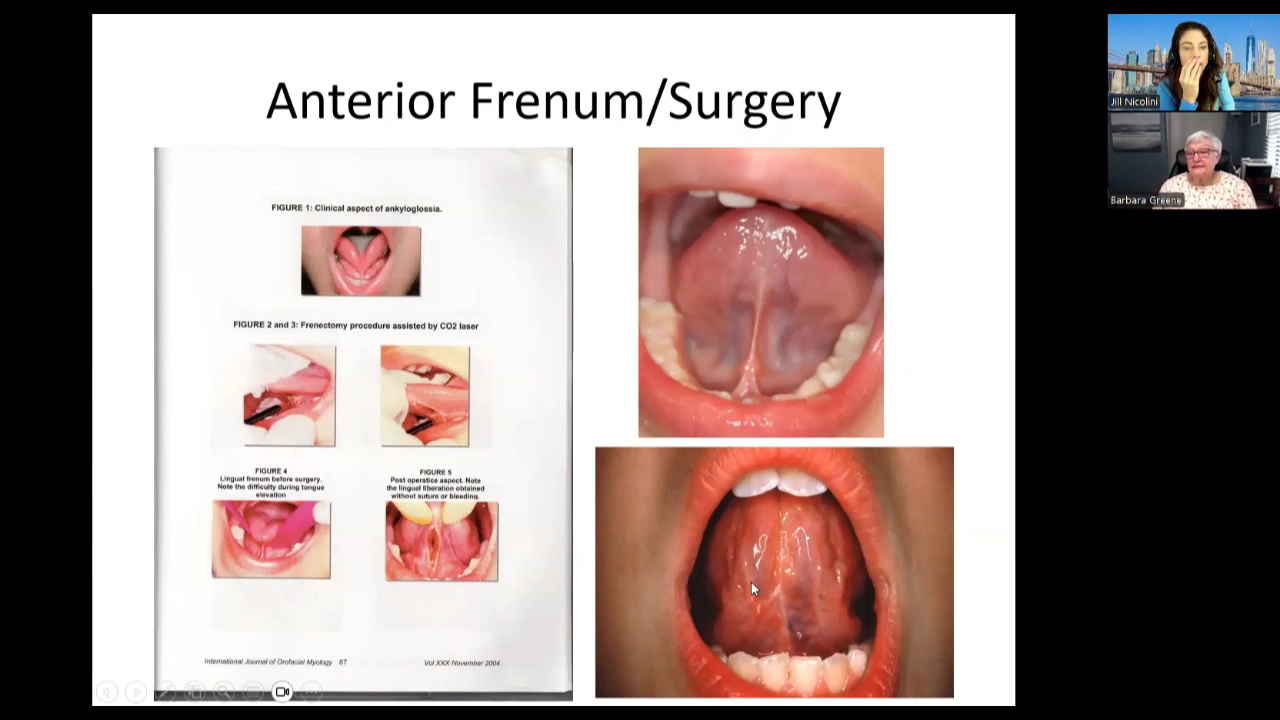 Anterior Frenum/Surgery
FIGURE 1: Clinical aspect of ankyloglossia.
FIGURE 2 and 3: Frenectomy procedure assisted by CO2 laser
FIGURE 4
Lingual frenum before surgery.
Note the difficulty during tongue
elevation
FIGURE 5
Post operatice aspect. Note
the lingual liberation obtained
without suture or bleeding.
International Journal of Orofacial Myology 67
Vol XXX November 2004
Jill Nicolini
Barbara Greene